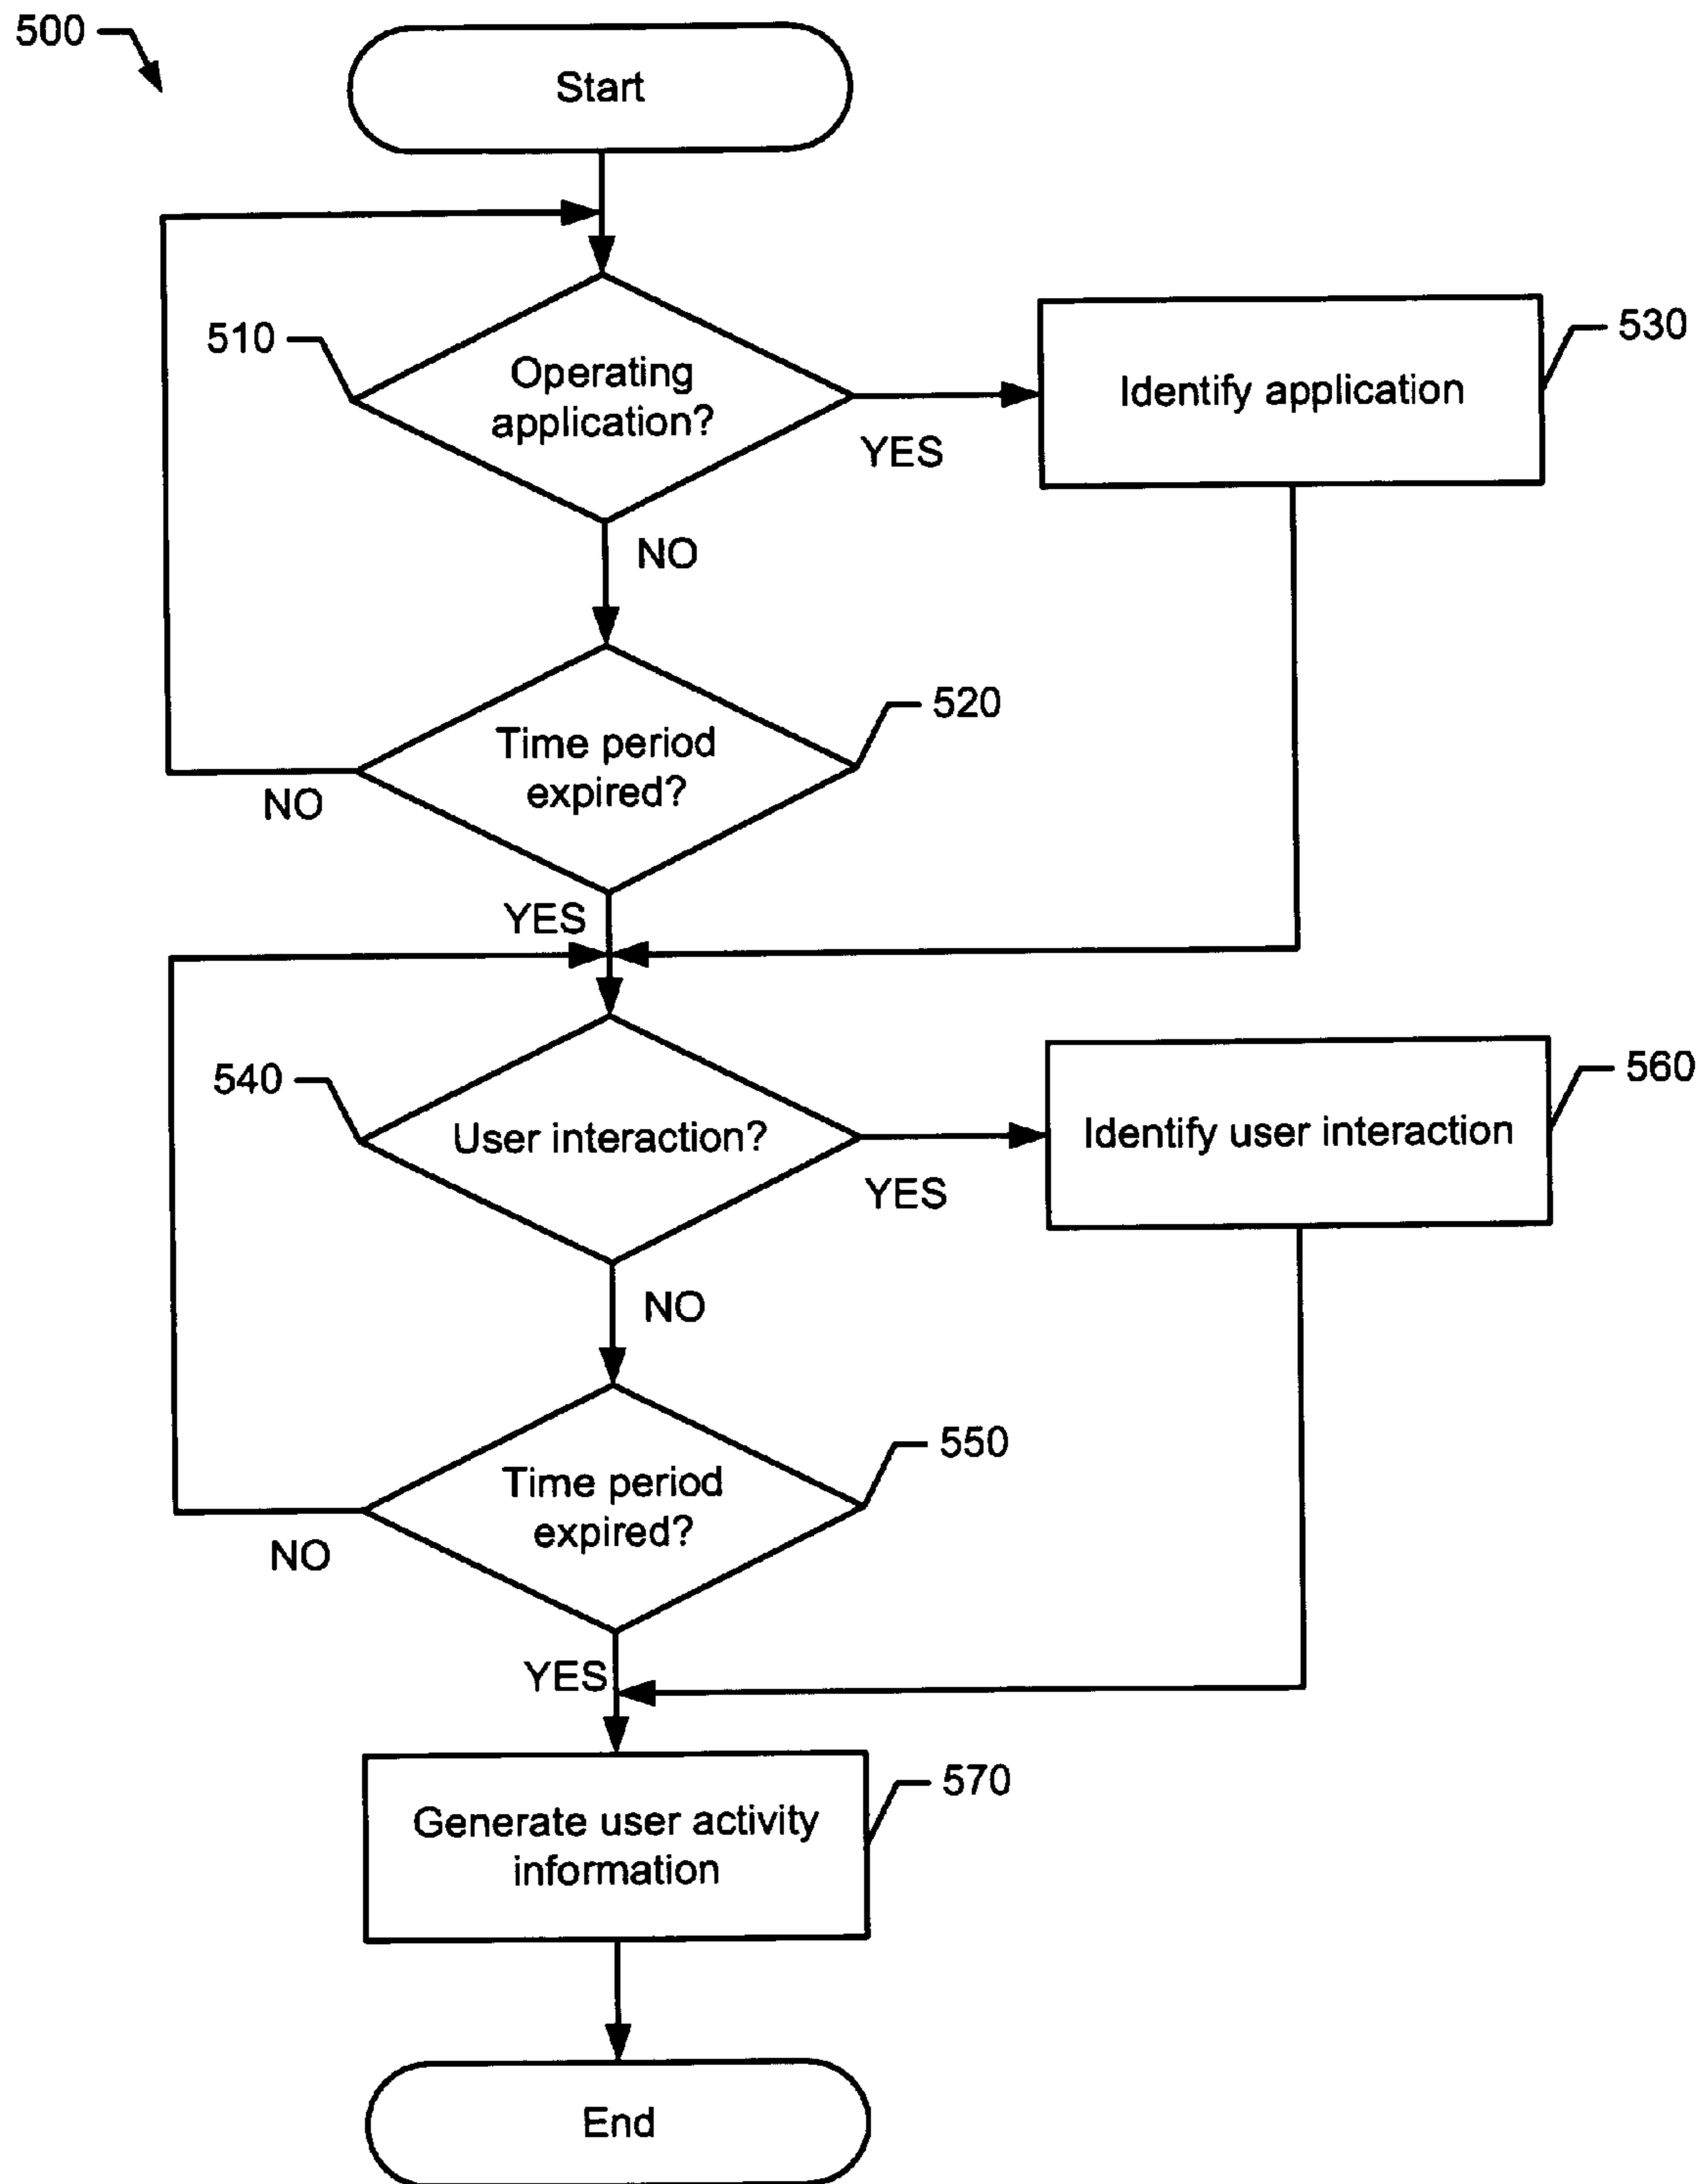 500
Start
510
Operating
application?
YES
Identify application
530
NO
520
Time period
expired?
NO
YES
540
User interaction?
YES
Identify user interaction
560
NO
550
Time period
expired?
NO
YES
570
Generate user activity
information
End